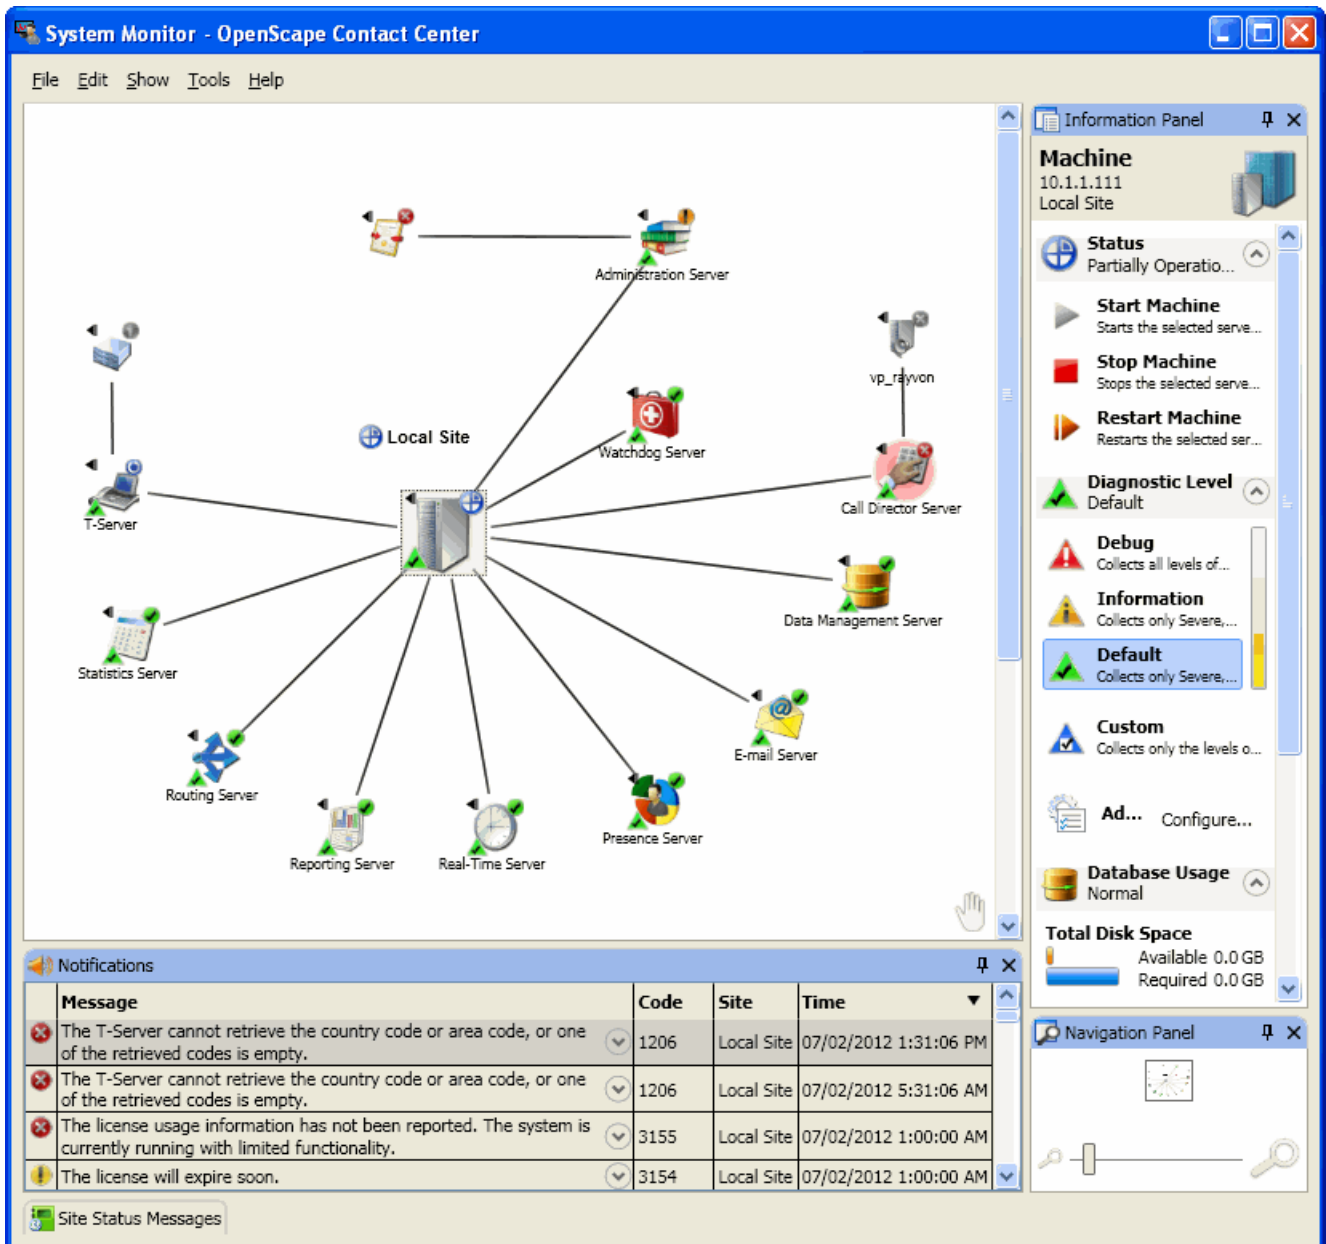 System Monitor - OpenScape Contact Center
File Edit Show Tools Help
Administration Server
vp_rayvon
Local Site
Watchdog Server
T-Server
Call Director Server
Data Management Server
Statistics Server
E-mail Server
Routing Server
Presence Server
Reporting Server
Real-Time Server
Information Panel
Machine
10.1.1.111
Local Site
Status
Partially Operatio...
Start Machine
Starts the selected serve...
Stop Machine
Stops the selected serve...
Restart Machine
Restarts the selected ser...
Diagnostic Level
Default
Debug
Collects all levels of...
Information
Collects only Severe,...
Default
Collects only Severe,...
Custom
Collects only the levels o...
Ad... Configure...
Database Usage
Normal
Total Disk Space
Available 0.0 GB
Required 0.0 GB
Notifications
Message Code Site Time
The T-Server cannot retrieve the country code or area code, or one
of the retrieved codes is empty.
1206 Local Site 07/02/2012 1:31:06 PM
The T-Server cannot retrieve the country code or area code, or one
of the retrieved codes is empty.
1206 Local Site 07/02/2012 5:31:06 AM
The license usage information has not been reported. The system is
currently running with limited functionality.
3155 Local Site 07/02/2012 1:00:00 AM
The license will expire soon. 3154 Local Site 07/02/2012 1:00:00 AM
Navigation Panel
Site Status Messages